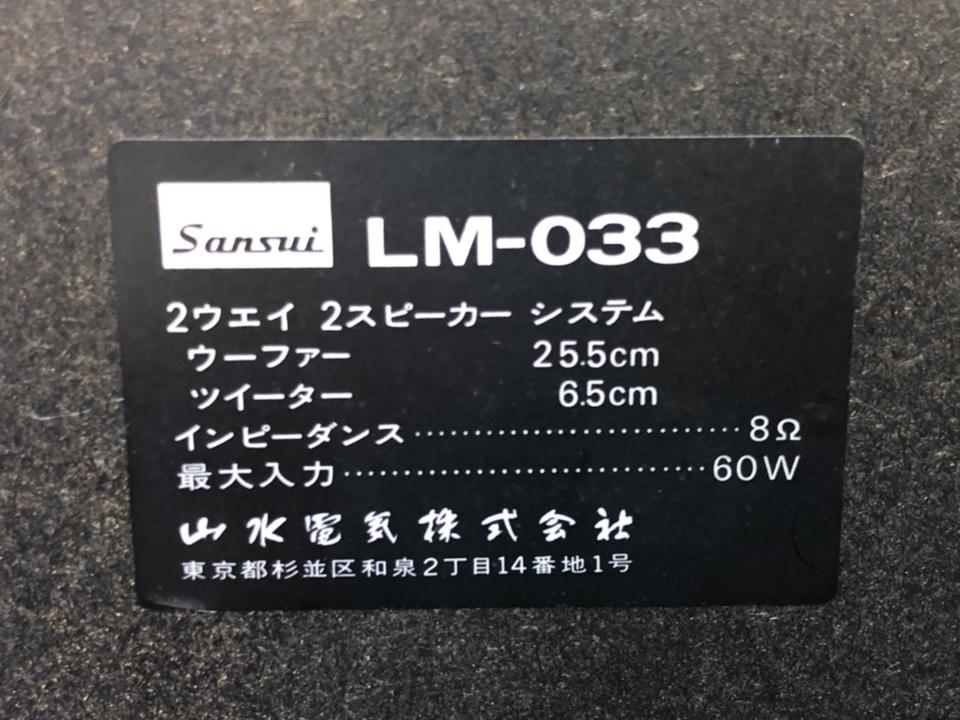 Sansui LM-033
2ウエイ 2スピーカー システム
ウーファー 25.5cm
ツイーター 6.5cm
インピーダンス…………………………8Ω
最大入力……………………………60W
山水電気株式会社
東京都杉並区和泉2丁目14番地1号